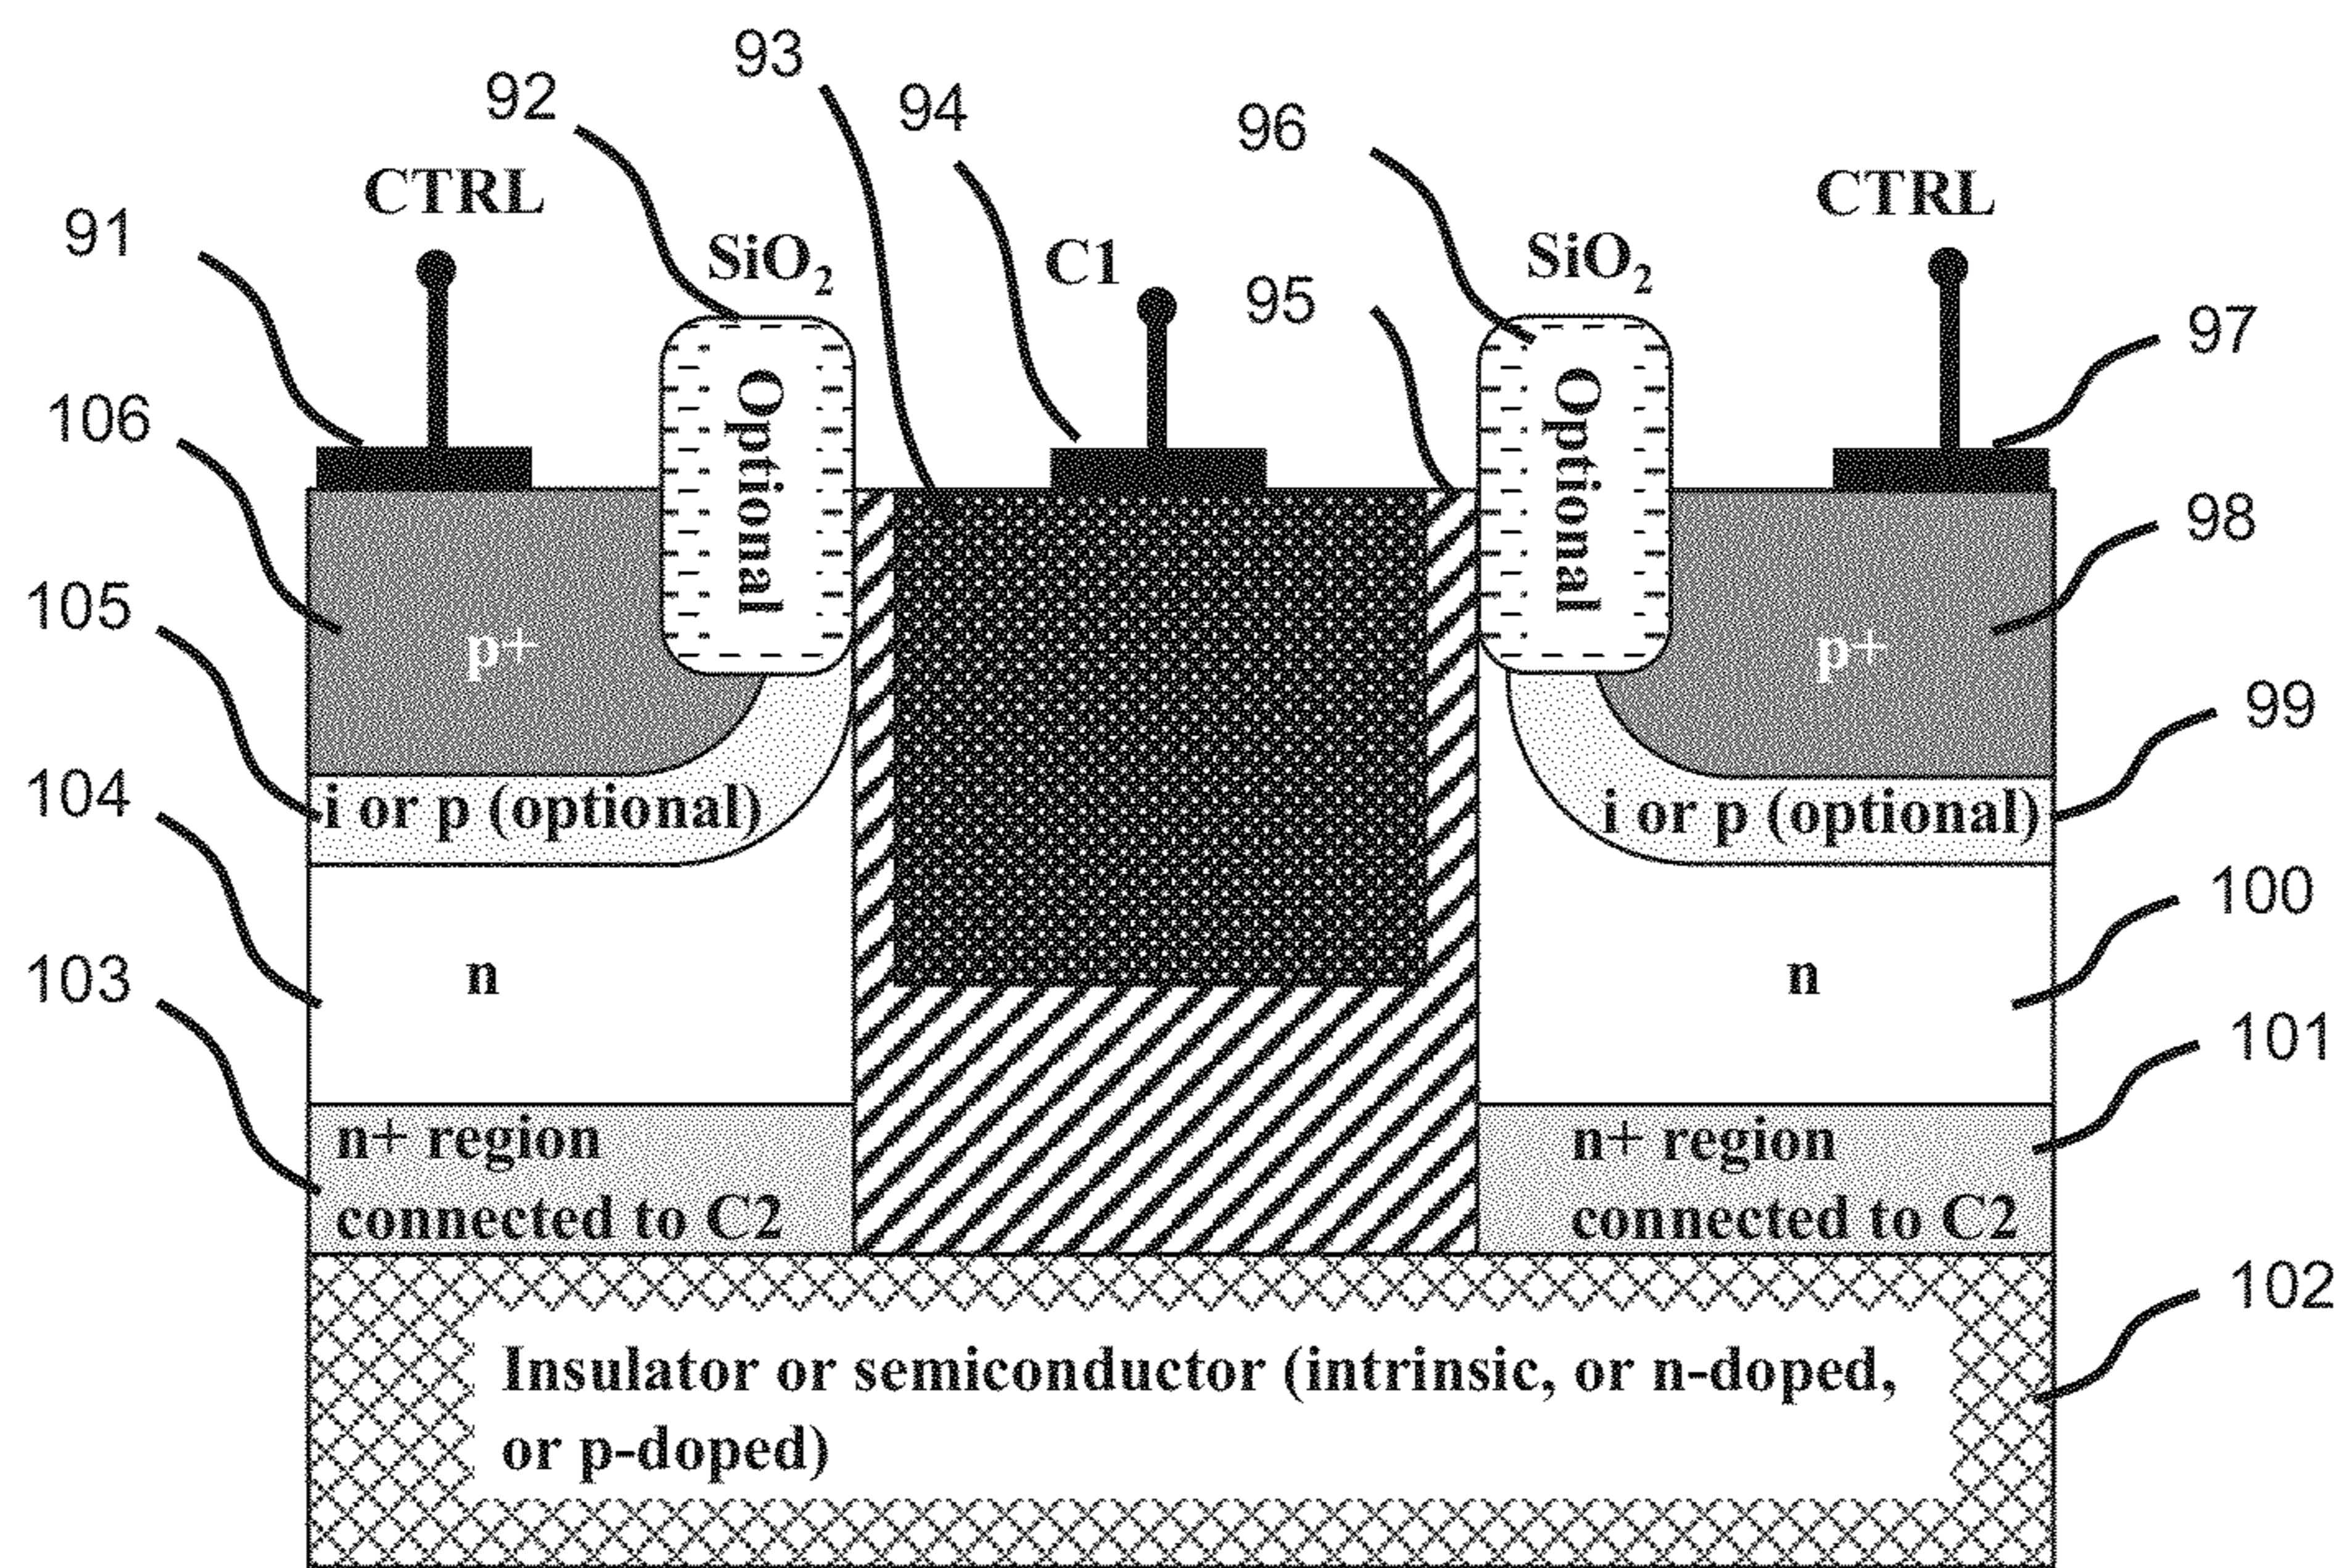 93
92
94
96
CTRL
CTRL
91
SiO2
C1
SiO2
95
97
Optional
Optional
106
98
p+
p+
105
99
i or p (optional)
i or p (optional)
104
100
n
n
103
101
n+ region
connected to C2
n+ region
connected to C2
102
Insulator or semiconductor (intrinsic, or n-doped,
or p-doped)